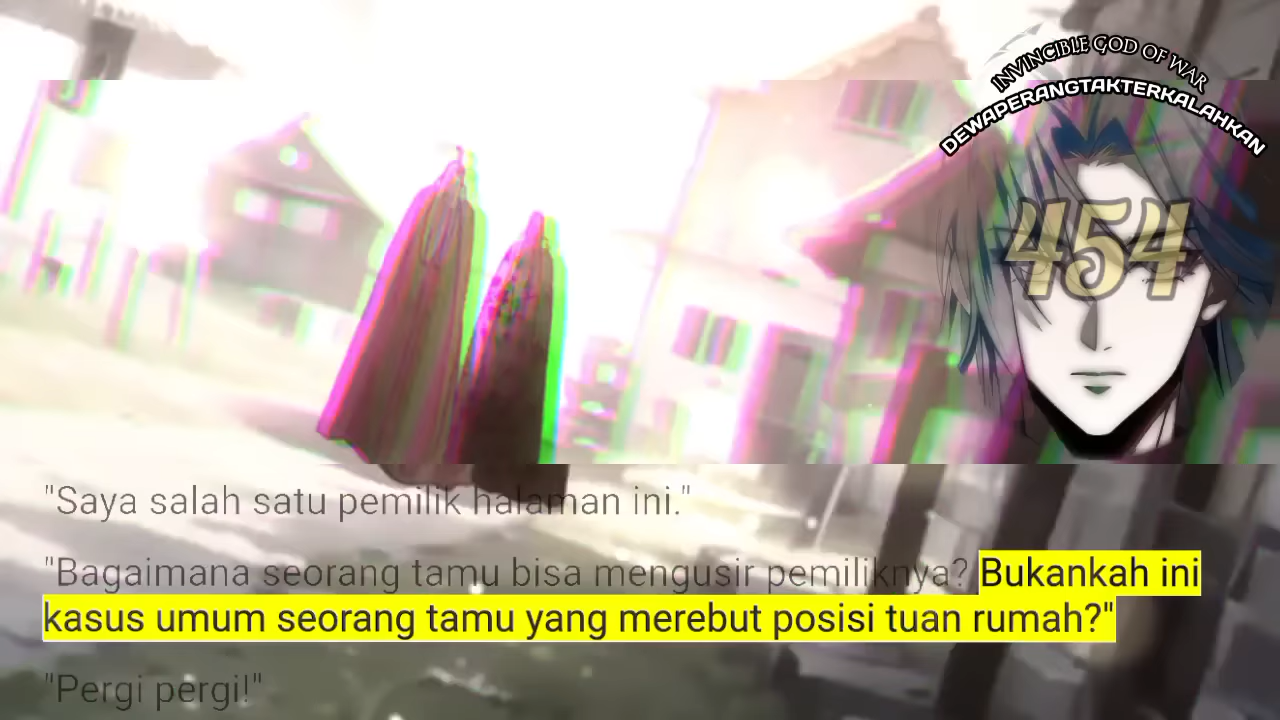 INVINCIBLE GOD OF WAR
DEWAPERANGTAKTERKALAHKAN
454
"Saya salah satu pemilik halaman ini."
"Bagaimana seorang tamu bisa mengusir pemiliknya? Bukankah ini
kasus umum seorang tamu yang merebut posisi tuan rumah?"
"Pergi pergi!"